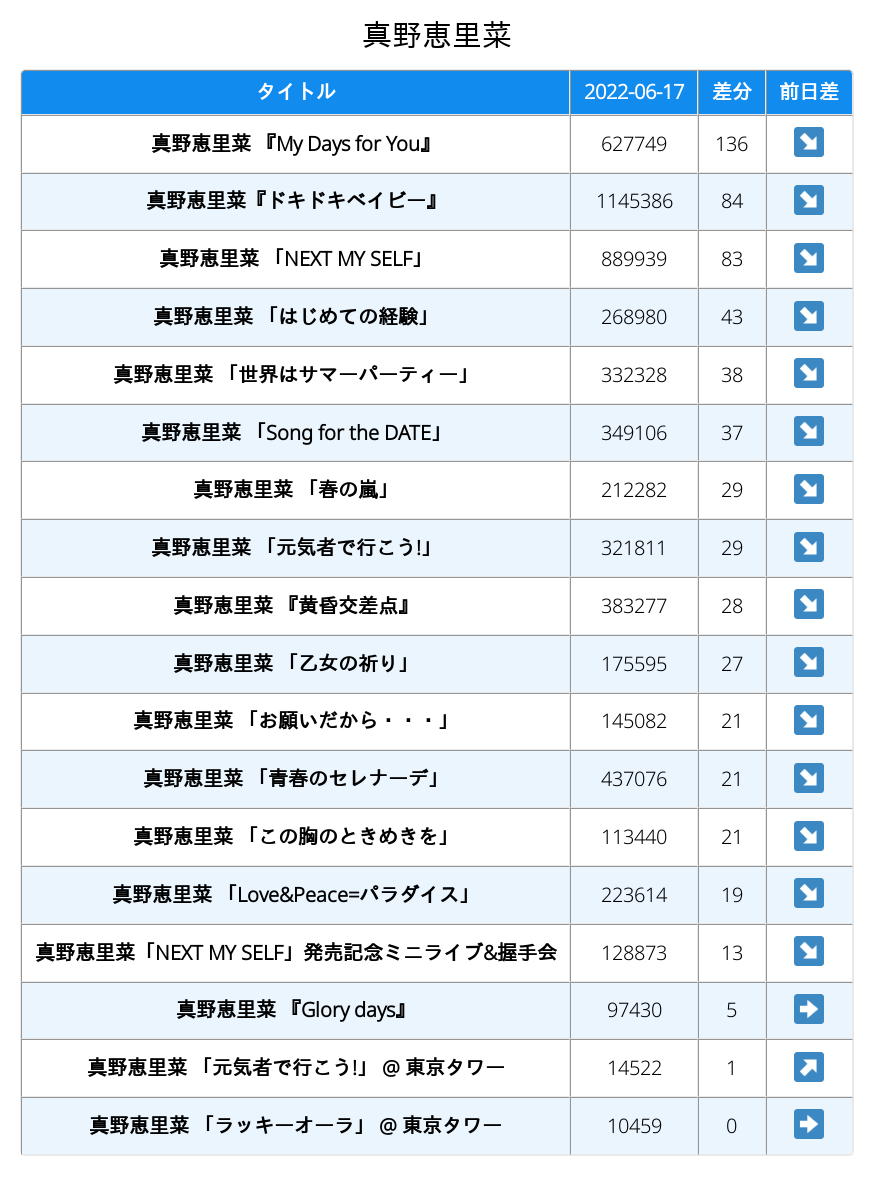 真野恵里菜
タイトル 2022-06-17 差分 前日差
真野恵里菜 『My Days for You』 627749 136 ↘
真野恵里菜『ドキドキベイビー』 1145386 84 ↘
真野恵里菜 「NEXT MY SELF」 889939 83 ↘
真野恵里菜 「はじめての経験」 268980 43 ↘
真野恵里菜 「世界はサマーパーティー」 332328 38 ↘
真野恵里菜 「Song for the DATE」 349106 37 ↘
真野恵里菜 「春の嵐」 212282 29 ↘
真野恵里菜 「元気者で行こう!」 321811 29 ↘
真野恵里菜 『黄昏交差点』 383277 28 ↘
真野恵里菜 「乙女の祈り」 175595 27 ↘
真野恵里菜 「お願いだから・・・」 145082 21 ↘
真野恵里菜 「青春のセレナーデ」 437076 21 ↘
真野恵里菜 「この胸のときめきを」 113440 21 ↘
真野恵里菜 「Love&Peace=パラダイス」 223614 19 ↘
真野恵里菜「NEXT MY SELF」発売記念ミニライブ&握手会 128873 13 ↘
真野恵里菜 『Glory days』 97430 5 ➡
真野恵里菜 「元気者で行こう!」 @ 東京タワー 14522 1 ↗
真野恵里菜 「ラッキーオーラ」 @ 東京タワー 10459 0 ➡